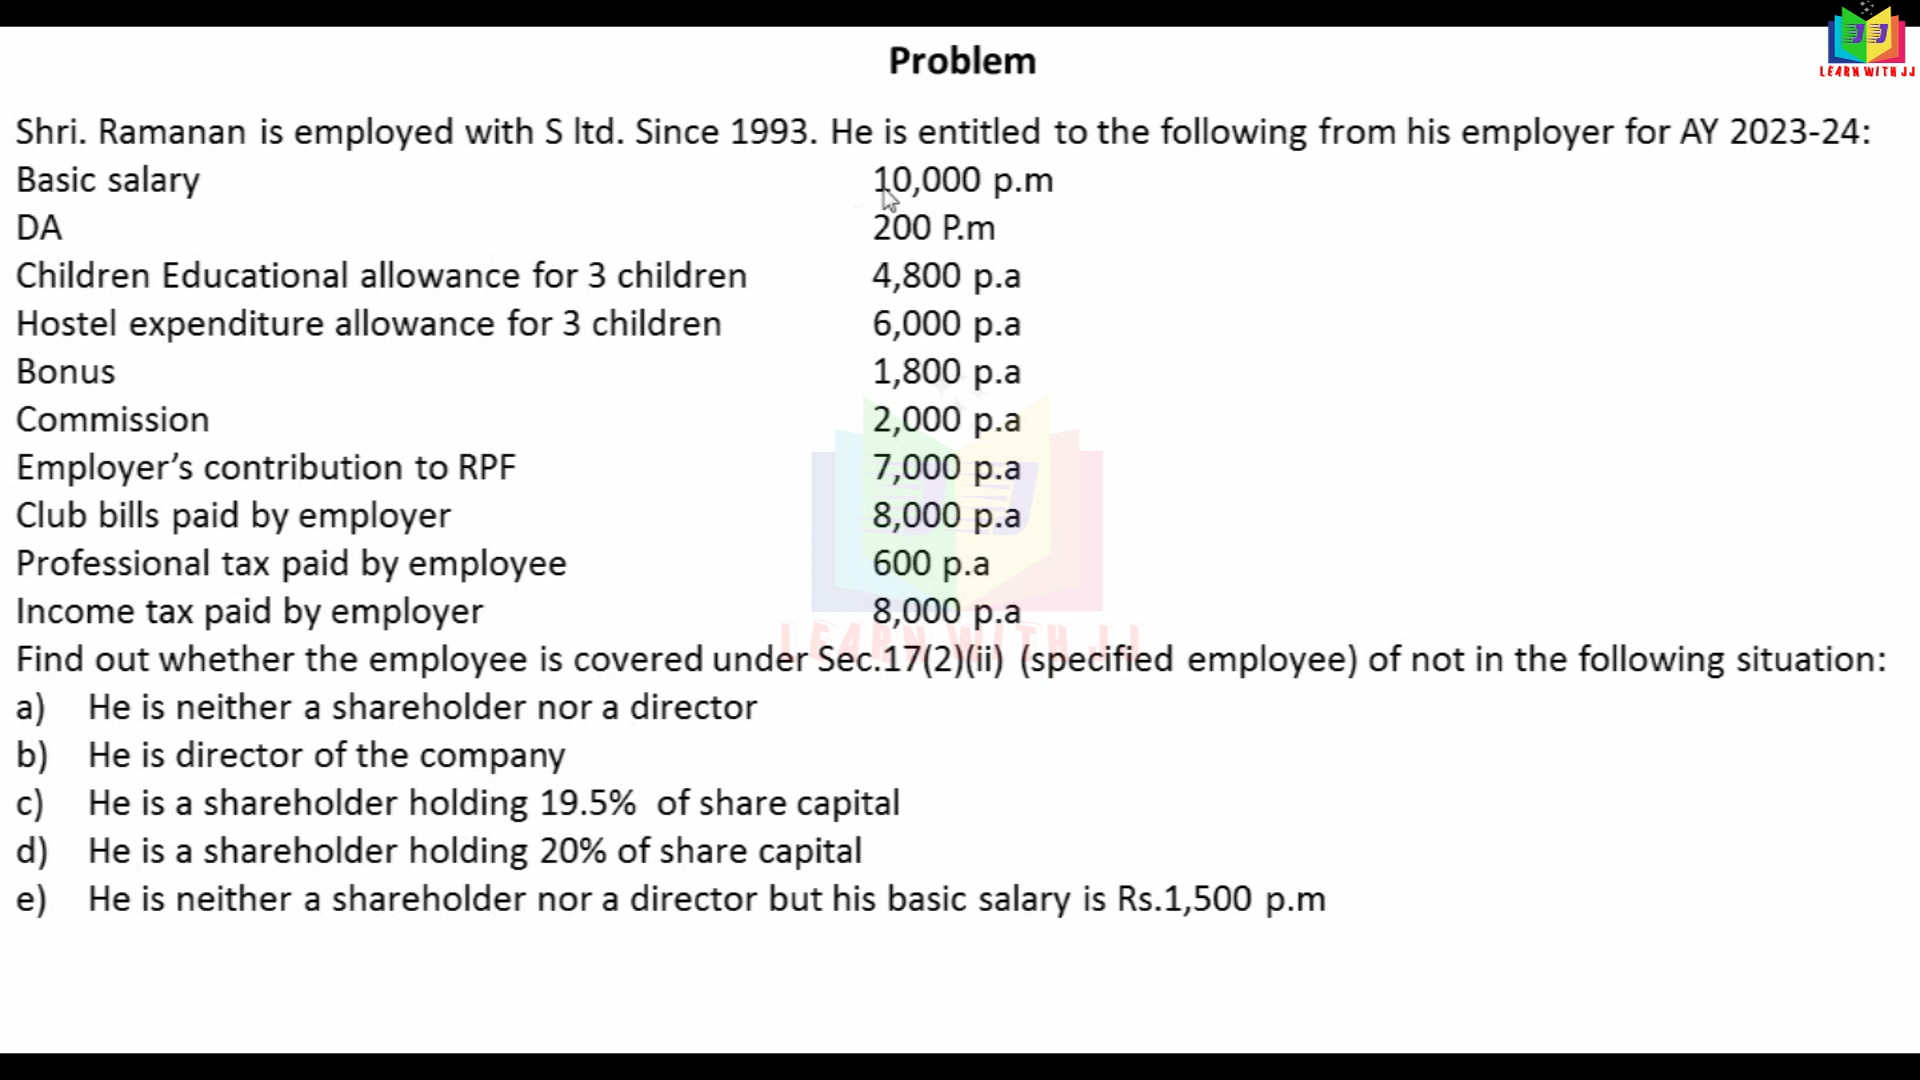 LEARN WITH JJ
Problem
Shri. Ramanan is employed with S ltd. Since 1993. He is entitled to the following from his employer for AY 2023-24:
Basic salary 10,000 p.m
DA 200 P.m
Children Educational allowance for 3 children 4,800 p.a
Hostel expenditure allowance for 3 children 6,000 p.a
Bonus 1,800 p.a
Commission 2,000 p.a
Employer’s contribution to RPF 7,000 p.a
Club bills paid by employer 8,000 p.a
Professional tax paid by employee 600 p.a
Income tax paid by employer 8,000 p.a
LEARN WITH JJ
Find out whether the employee is covered under Sec.17(2)(ii) (specified employee) of not in the following situation:
a) He is neither a shareholder nor a director
b) He is director of the company
c) He is a shareholder holding 19.5% of share capital
d) He is a shareholder holding 20% of share capital
e) He is neither a shareholder nor a director but his basic salary is Rs.1,500 p.m